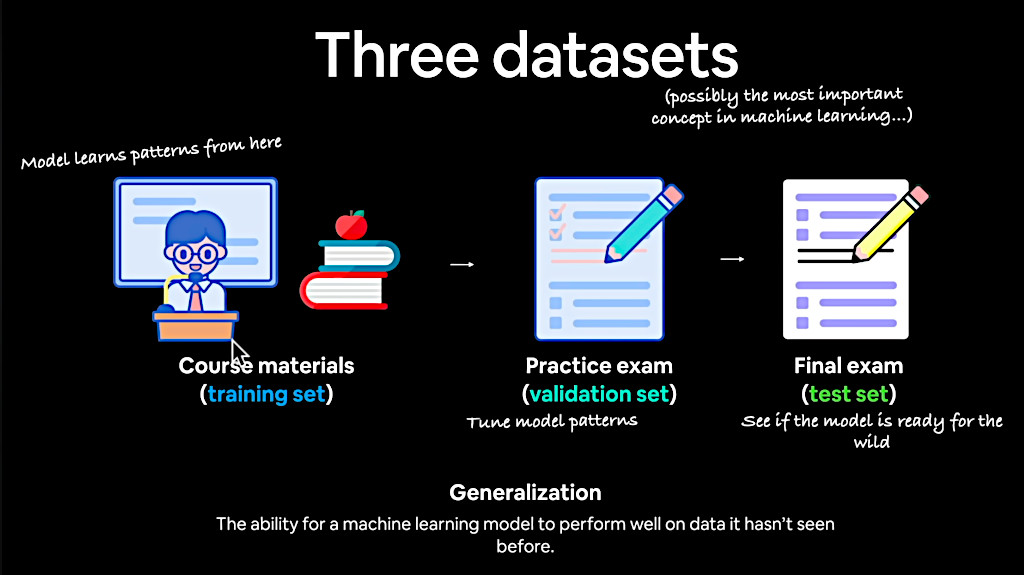 Three datasets
(possibly the most important
concept in machine learning...)
Model learns patterns from here
Course materials
(training set)
Practice exam
(validation set)
Tune model patterns
Final exam
(test set)
See if the model is ready for the
wild
Generalization
The ability for a machine learning model to perform well on data it hasn't seen
before.